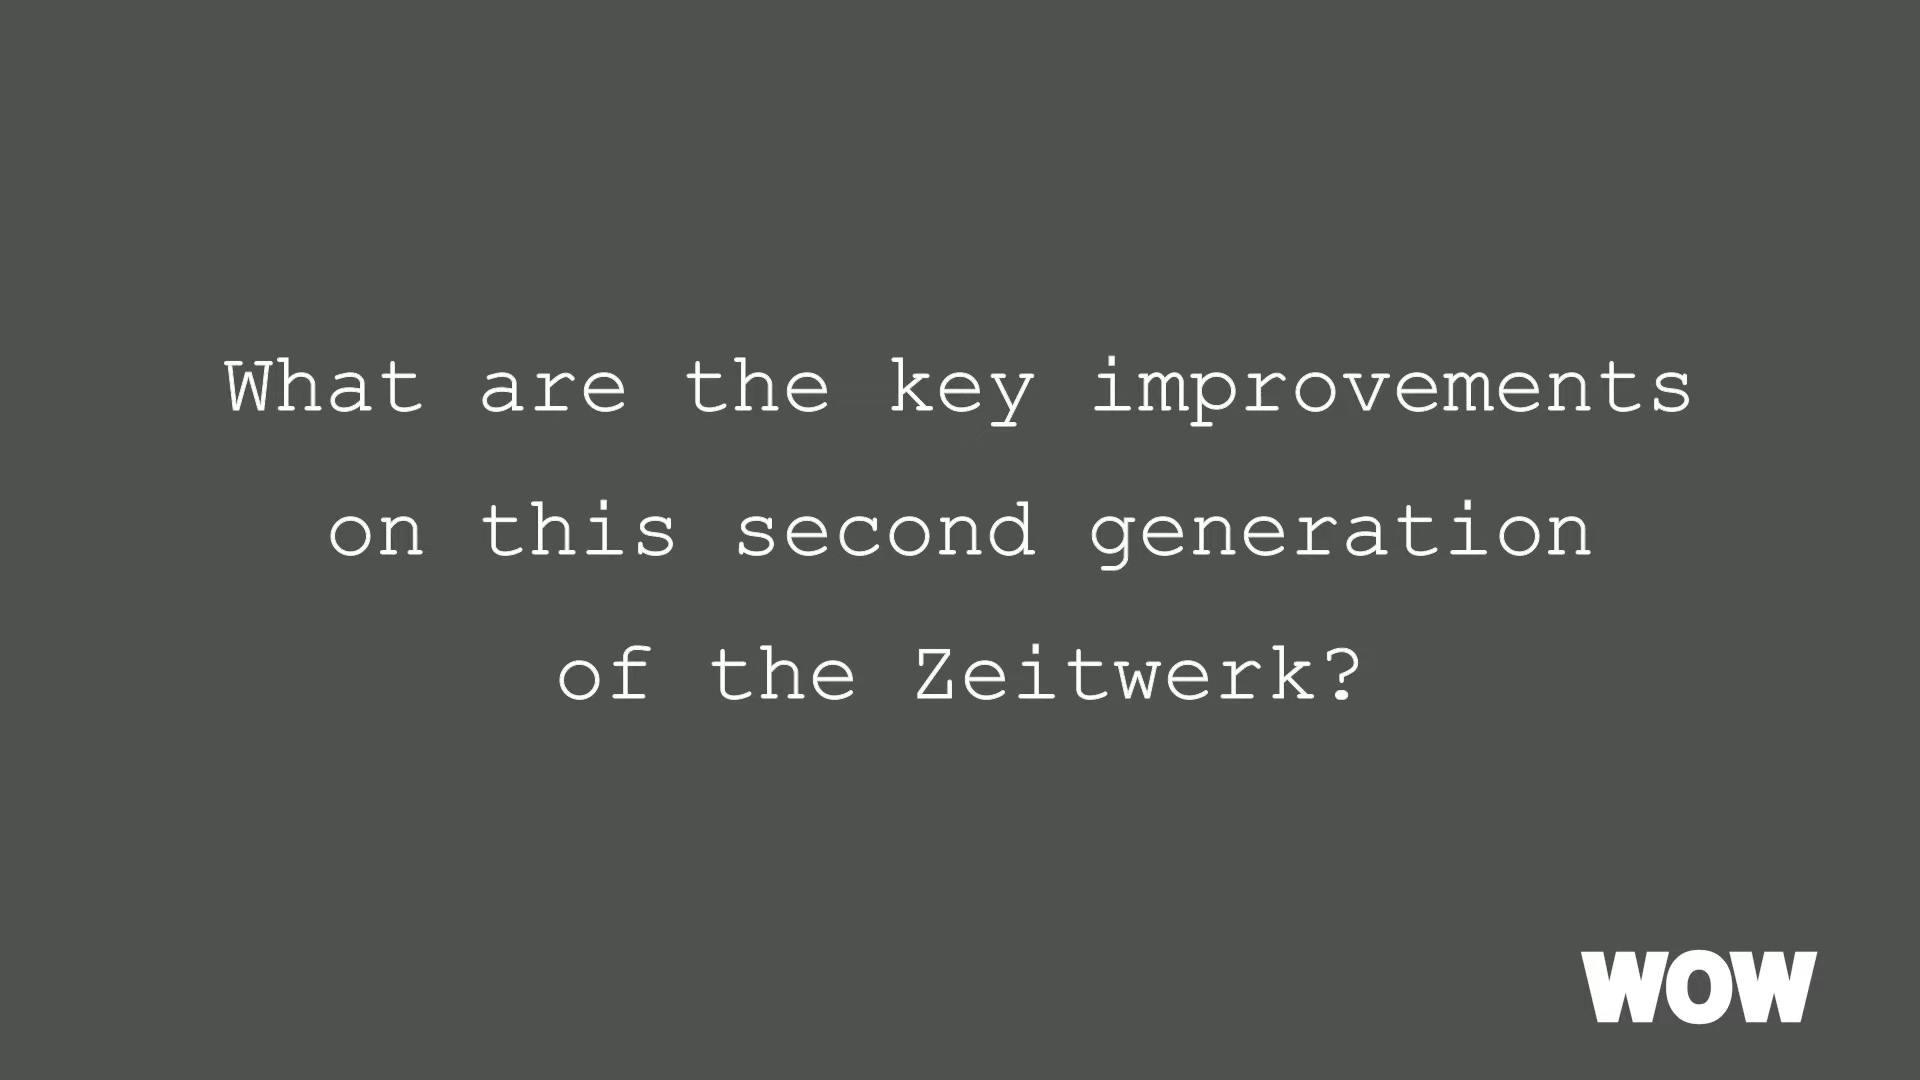 What are the key improvements
on this second generation
of the Zeitwerk?
WOW